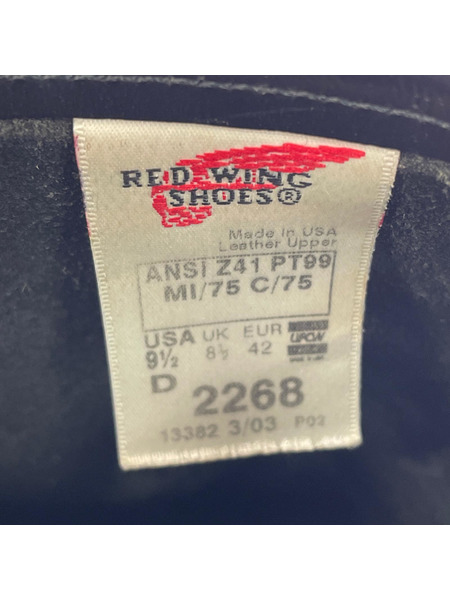 RED WING
SHOES®
Made In USA
Leather Upper
ANSI Z41 PT99
MI/75 C/75
USA UK EUR
9½ 8½ 42
D
2268
13382 3/03 P02